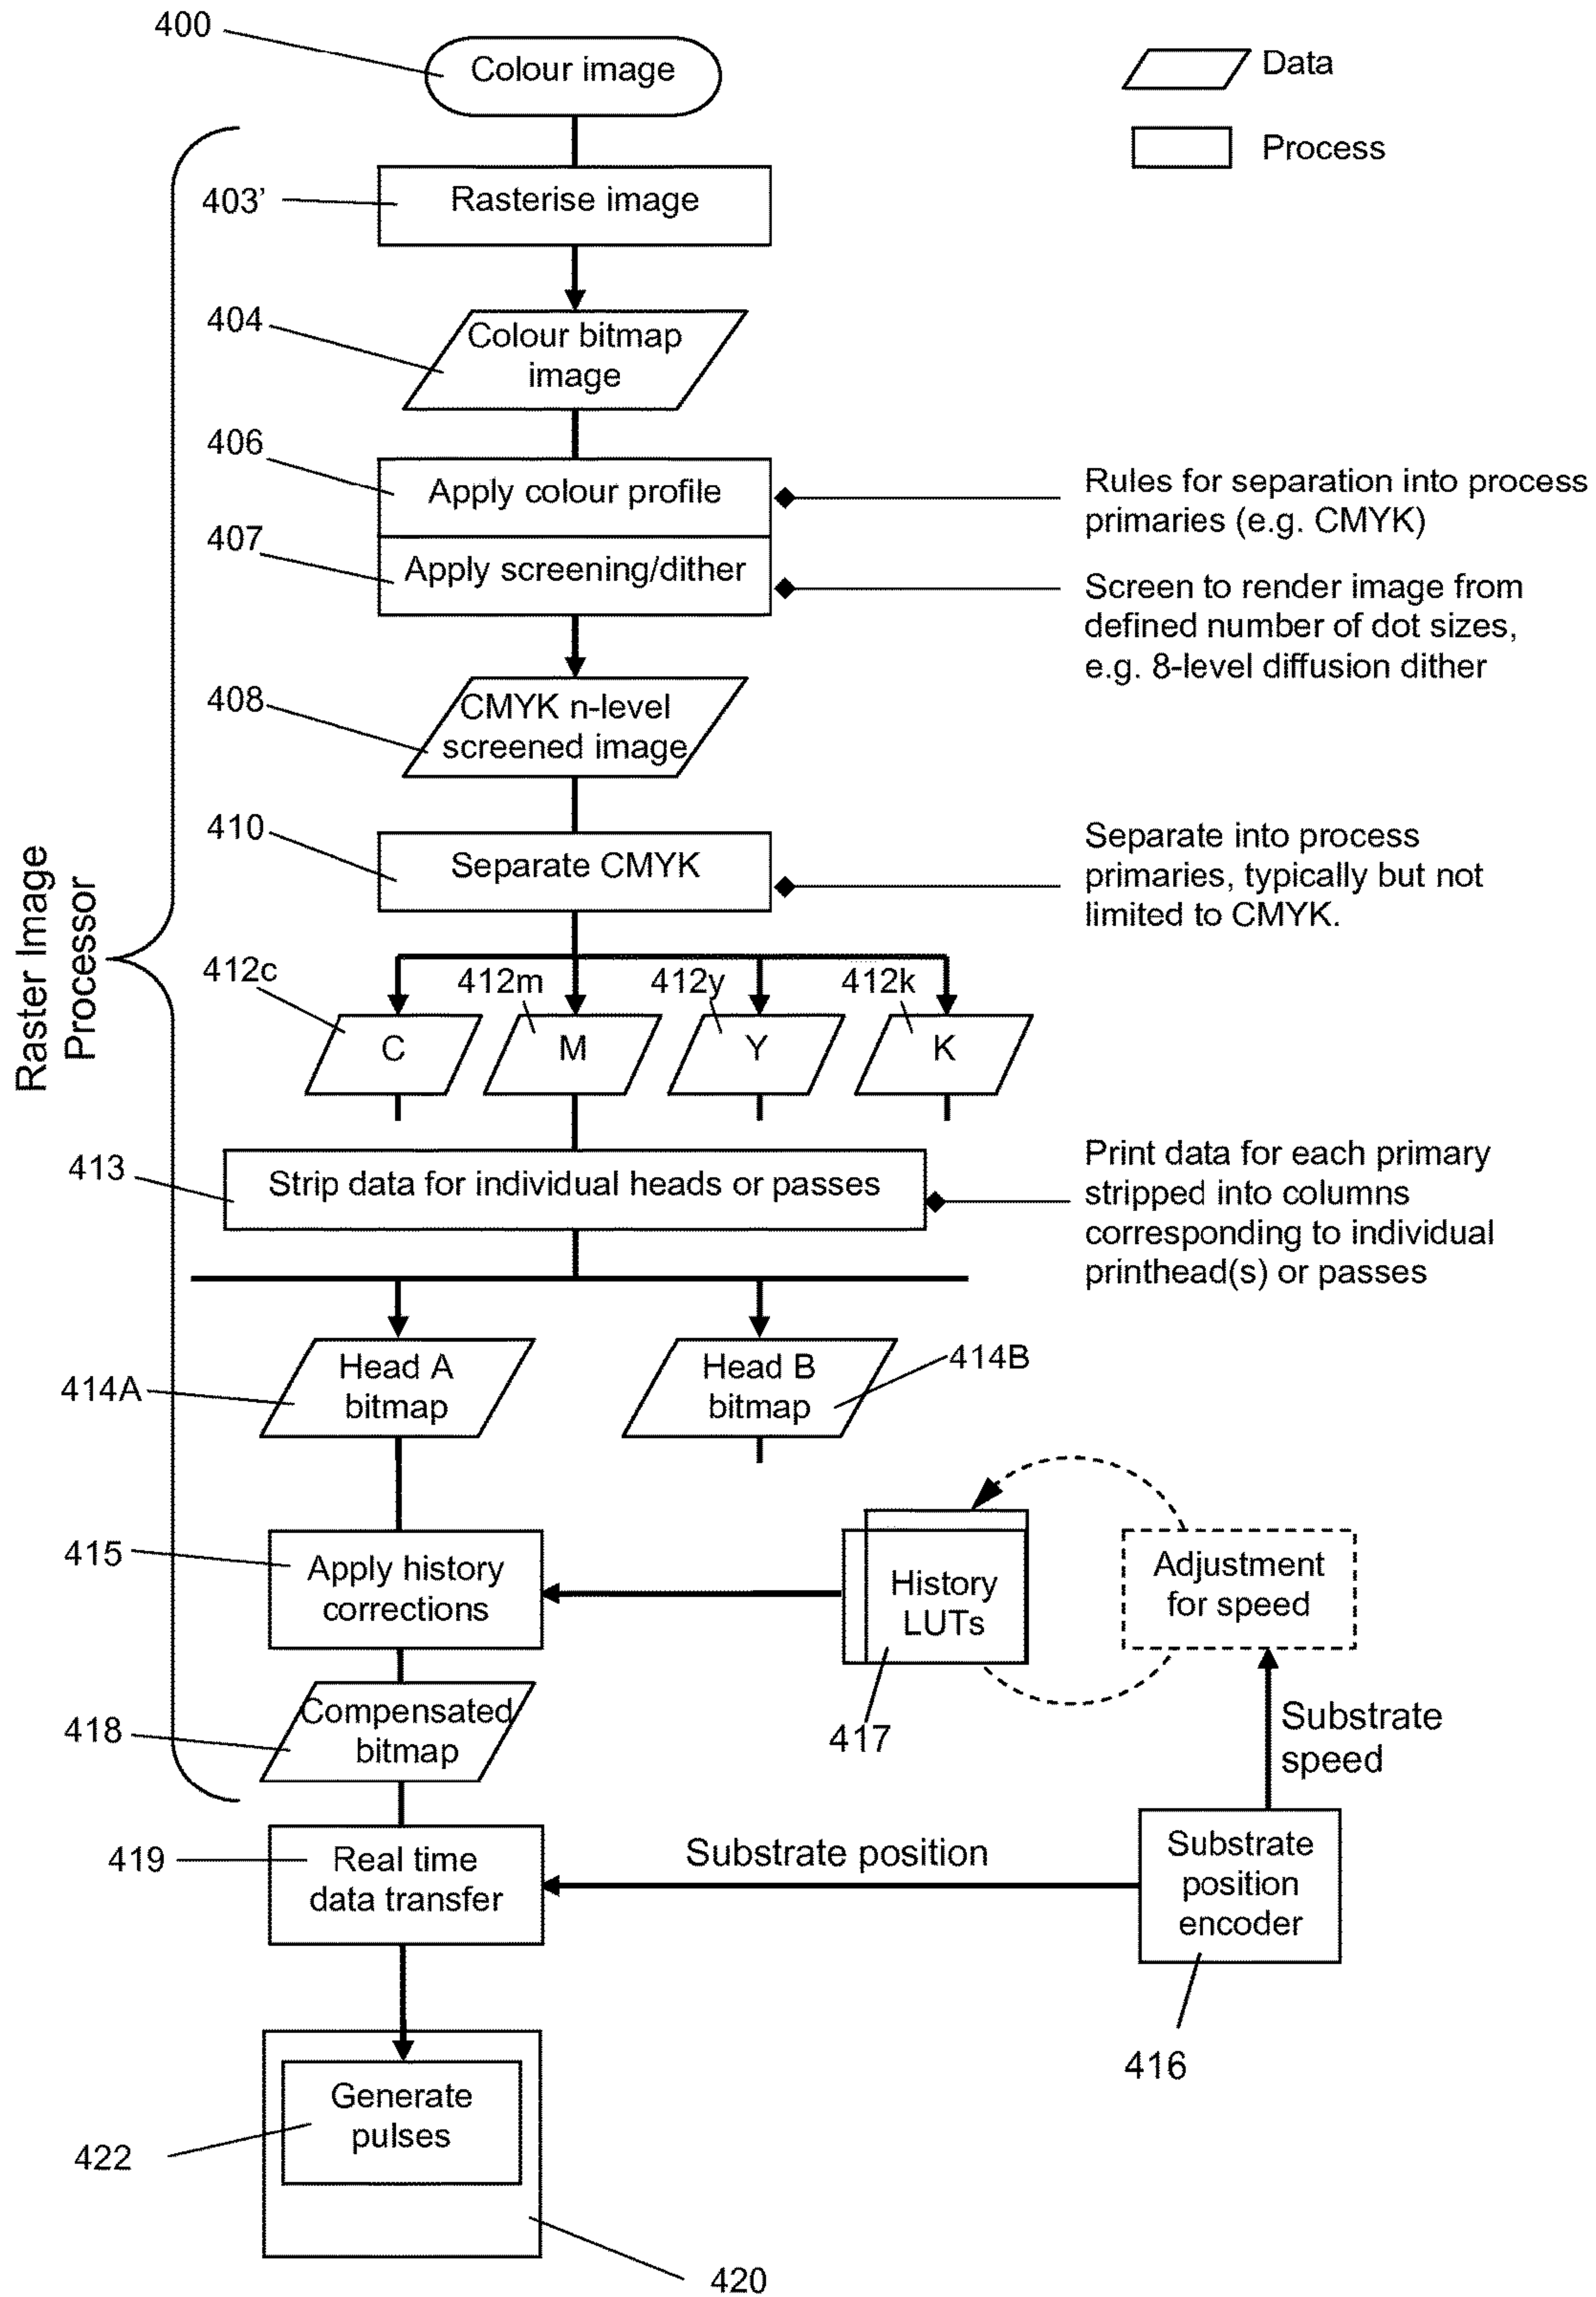 400
Colour image
Data
Process
403’
Rasterise image
404
Colour bitmap
image
406
Apply colour profile
Rules for separation into process
primaries (e.g. CMYK)
407
Apply screening/dither
Screen to render image from
defined number of dot sizes,
e.g. 8-level diffusion dither
408
CMYK n-level
screened image
410
Separate CMYK
Separate into process
primaries, typically but not
limited to CMYK.
Raster Image
Processor
412c
412m
412y
412k
C
M
Y
K
413
Strip data for individual heads or passes
Print data for each primary
stripped into columns
corresponding to individual
printhead(s) or passes
414A
Head A
bitmap
Head B
bitmap
414B
415
Apply history
corrections
History
LUTs
417
Adjustment
for speed
Substrate
speed
418
Compensated
bitmap
419
Real time
data transfer
Substrate position
Substrate
position
encoder
416
Generate
pulses
422
420